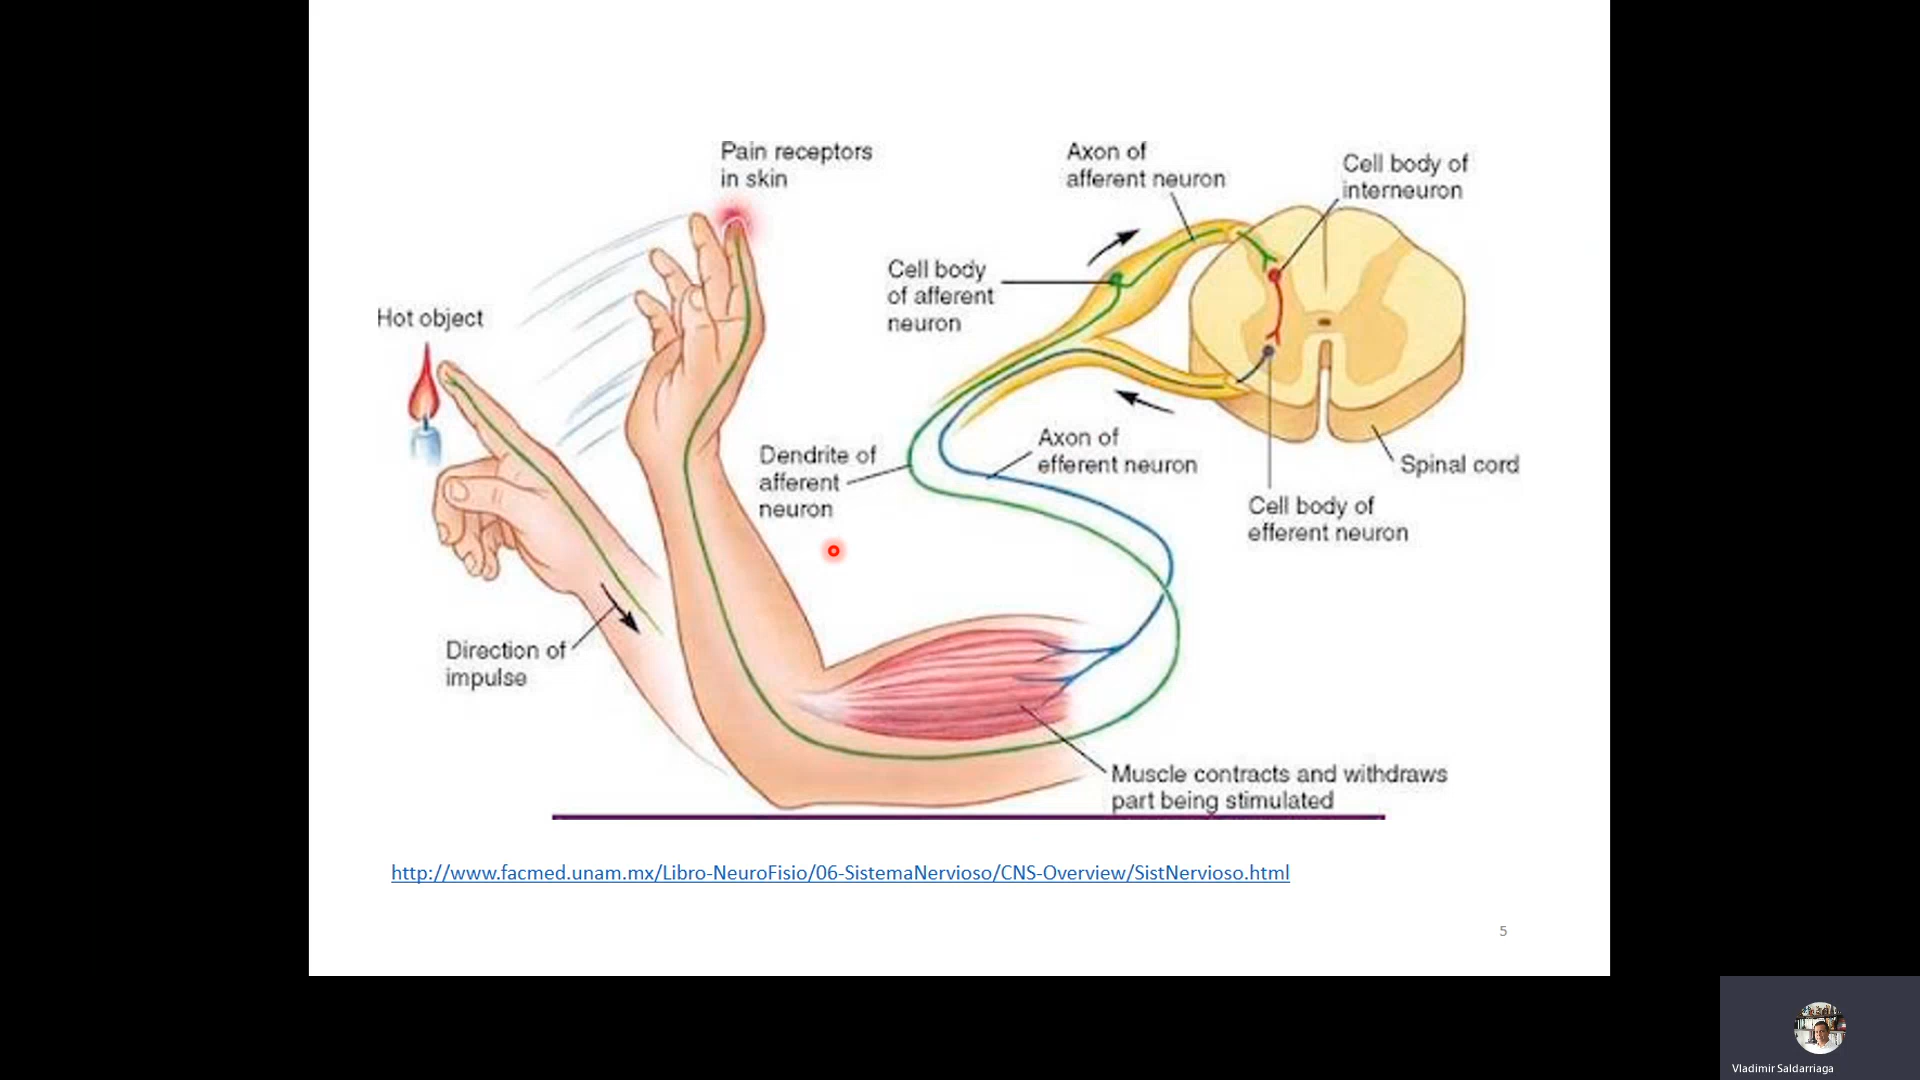 Pain receptors
in skin
Axon of
afferent neuron
Cell body of
interneuron
Cell body
of afferent
neuron
Hot object
Dendrite of
afferent
neuron
Axon of
efferent neuron
Spinal cord
Cell body of
efferent neuron
Direction of
impulse
Muscle contracts and withdraws
part being stimulated
http://www.facmed.unam.mx/Libro-NeuroFisio/06-SistemaNervioso/CNS-Overview/SistNervioso.html
5
Vladimir Saldarriaga